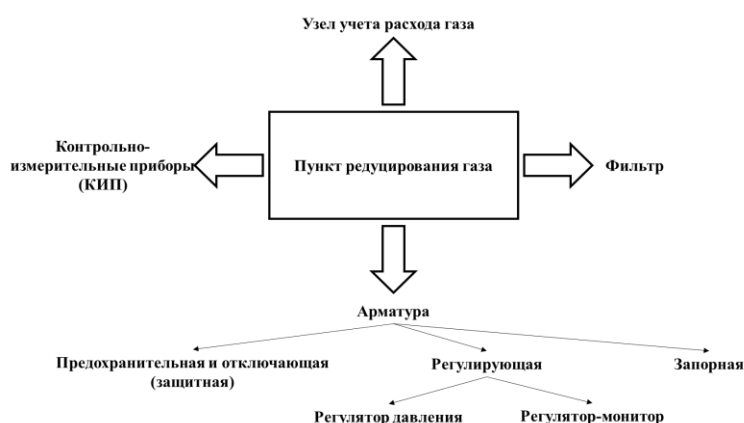 Узел учета расхода газа
Контрольно-
измерительные приборы
(КИП)
Пункт редуцирования газа
Фильтр
Арматура
Предохранительная и отключающая
(защитная)
Регулирующая
Запорная
Регулятор давления
Регулятор-монитор